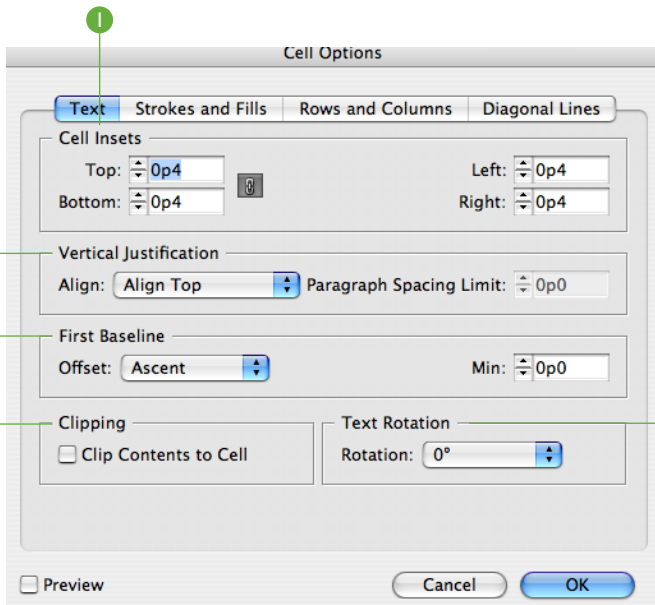 1
Cell Options
Text Strokes and Fills Rows and Columns Diagonal Lines
Cell Insets
Top: 0p4 Left: 0p4
Bottom: 0p4 Right: 0p4
Vertical Justification
Align: Align Top Paragraph Spacing Limit: 0p0
First Baseline
Offset: Ascent Min: 0p0
Clipping Text Rotation
Clip Contents to Cell Rotation: 0°
Preview Cancel OK